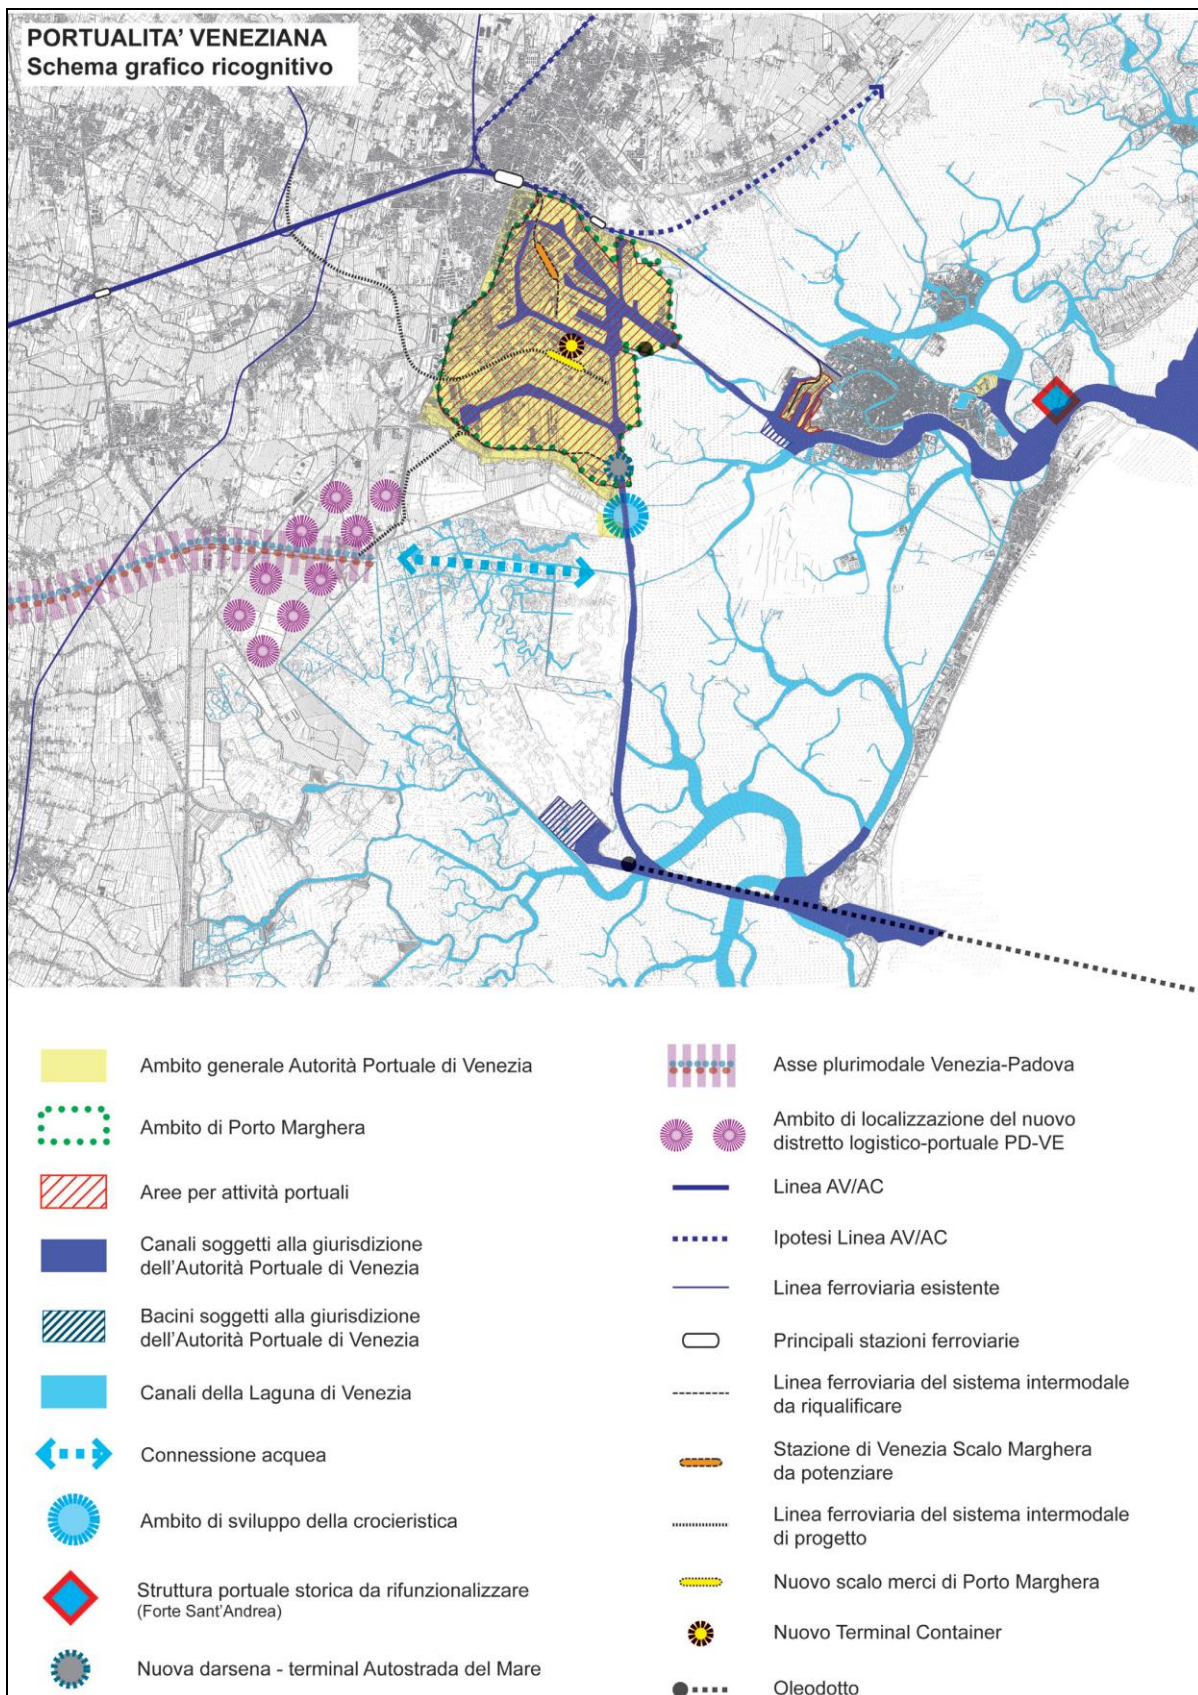 PORTUALITA' VENEZIANA
Schema grafico ricognitivo
Ambito generale Autorità Portuale di Venezia
Ambito di Porto Marghera
Aree per attività portuali
Canali soggetti alla giurisdizione
dell'Autorità Portuale di Venezia
Bacini soggetti alla giurisdizione
dell'Autorità Portuale di Venezia
Canali della Laguna di Venezia
Connessione acquea
Ambito di sviluppo della crocieristica
Struttura portuale storica da rifunzionalizzare
(Forte Sant'Andrea)
Nuova darsena - terminal Autostrada del Mare
Asse plurimodale Venezia-Padova
Ambito di localizzazione del nuovo
distretto logistico-portuale PD-VE
Linea AV/AC
Ipotesi Linea AV/AC
Linea ferroviaria esistente
Principali stazioni ferroviarie
Linea ferroviaria del sistema intermodale
da riqualificare
Stazione di Venezia Scalo Marghera
da potenziare
Linea ferroviaria del sistema intermodale
di progetto
Nuovo scalo merci di Porto Marghera
Nuovo Terminal Container
Oleodotto